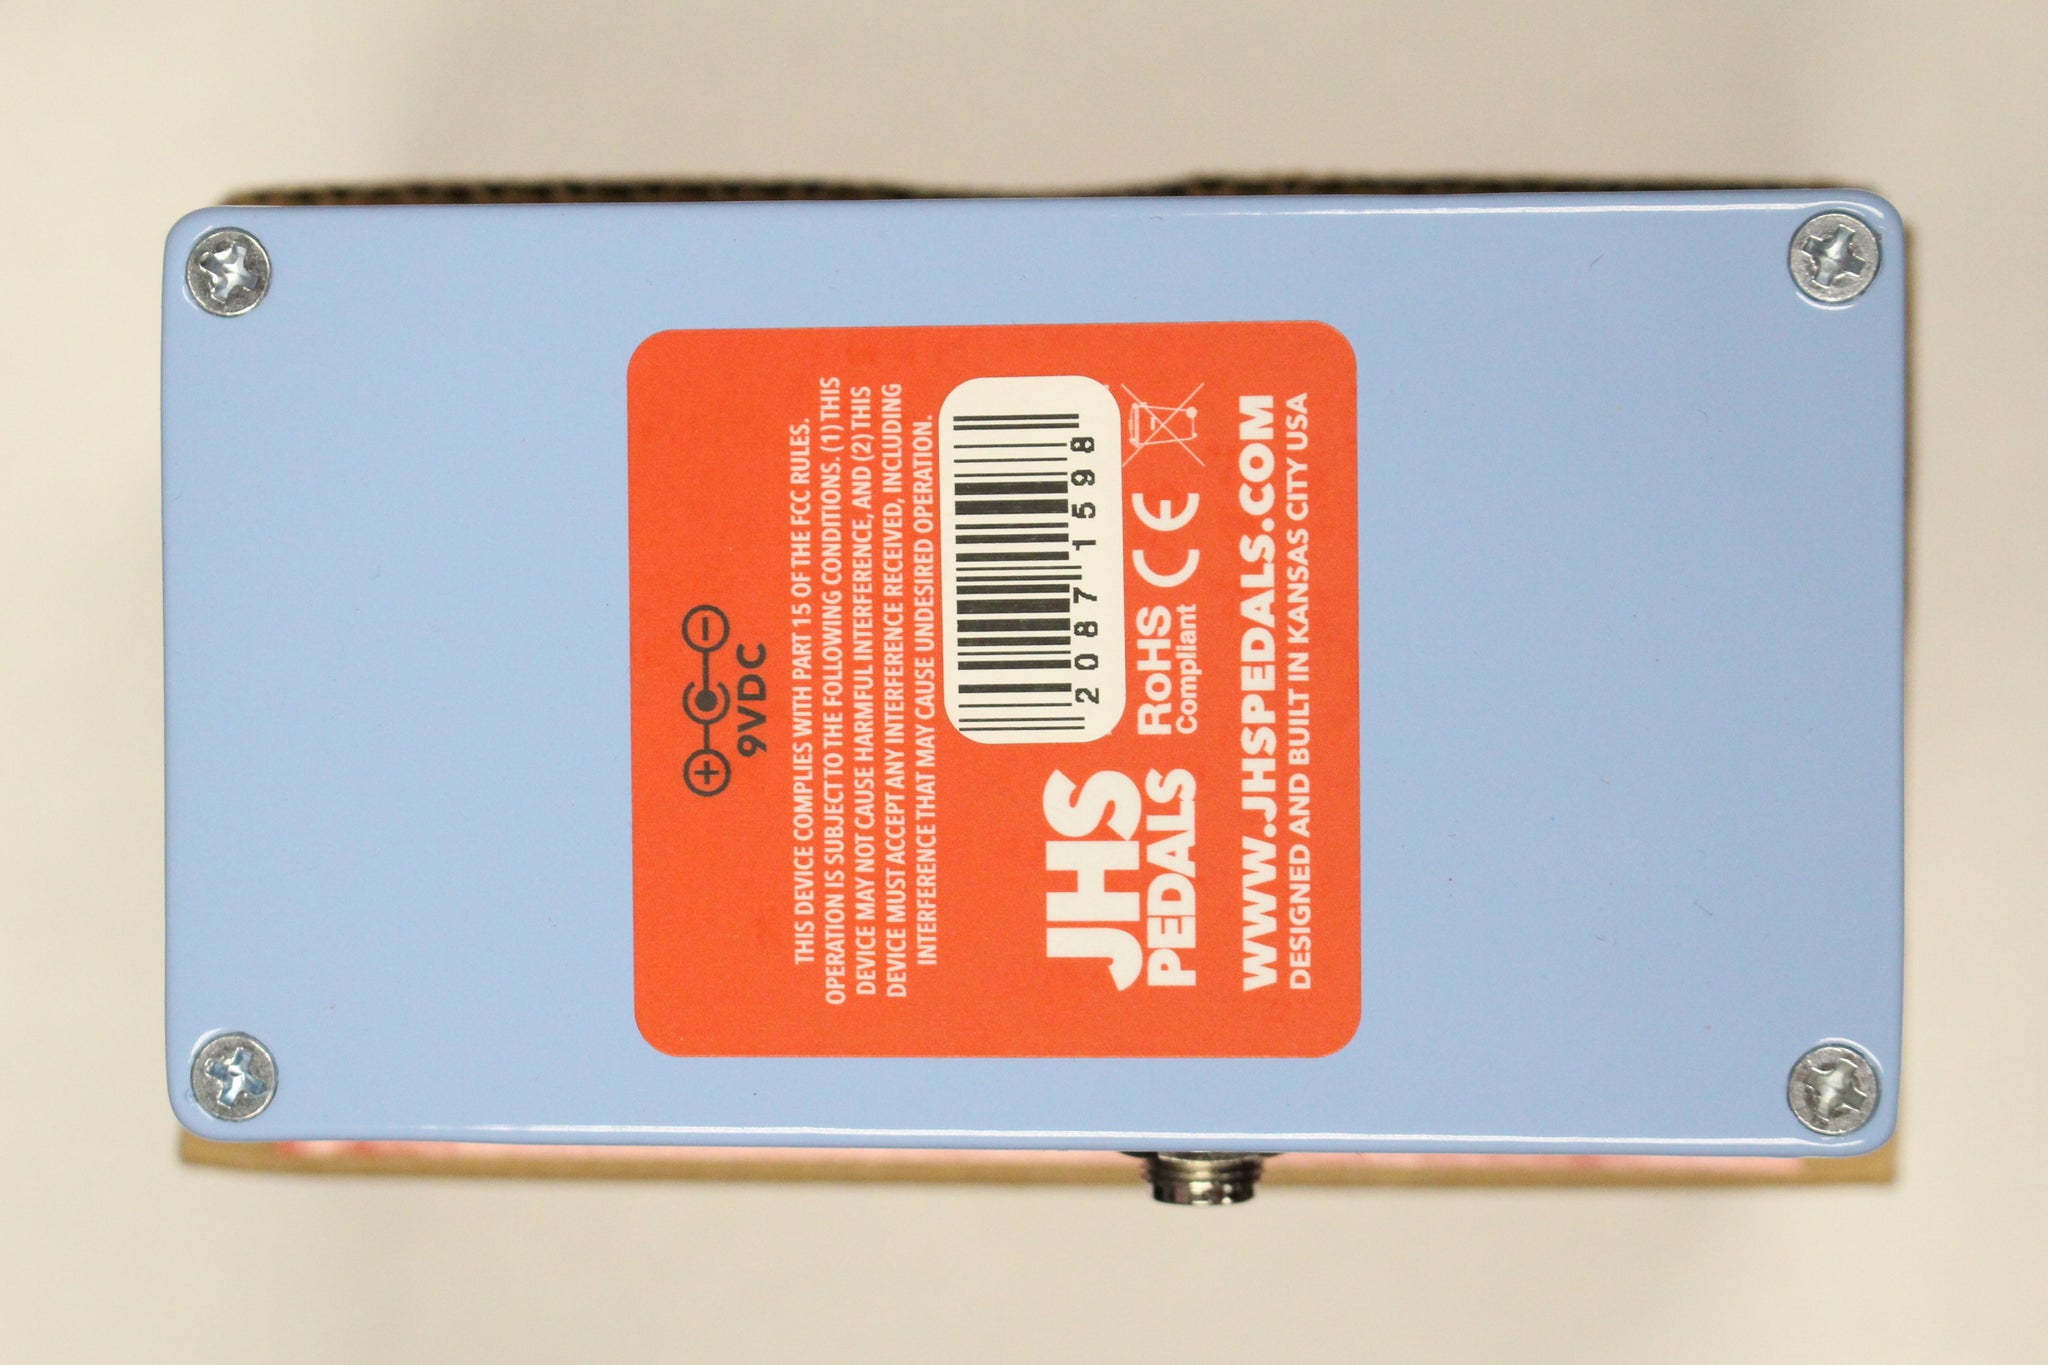 + -
9VDC
THIS DEVICE COMPLIES WITH PART 15 OF THE FCC RULES.
OPERATION IS SUBJECT TO THE FOLLOWING CONDITIONS. (1) THIS
DEVICE MAY NOT CAUSE HARMFUL INTERFERENCE, AND (2) THIS
DEVICE MUST ACCEPT ANY INTERFERENCE RECEIVED, INCLUDING
INTERFERENCE THAT MAY CAUSE UNDESIRED OPERATION.
20871598
JHS
PEDALS
RoHS
Compliant
CE
WWW.JHSPEDALS.COM
DESIGNED AND BUILT IN KANSAS CITY USA